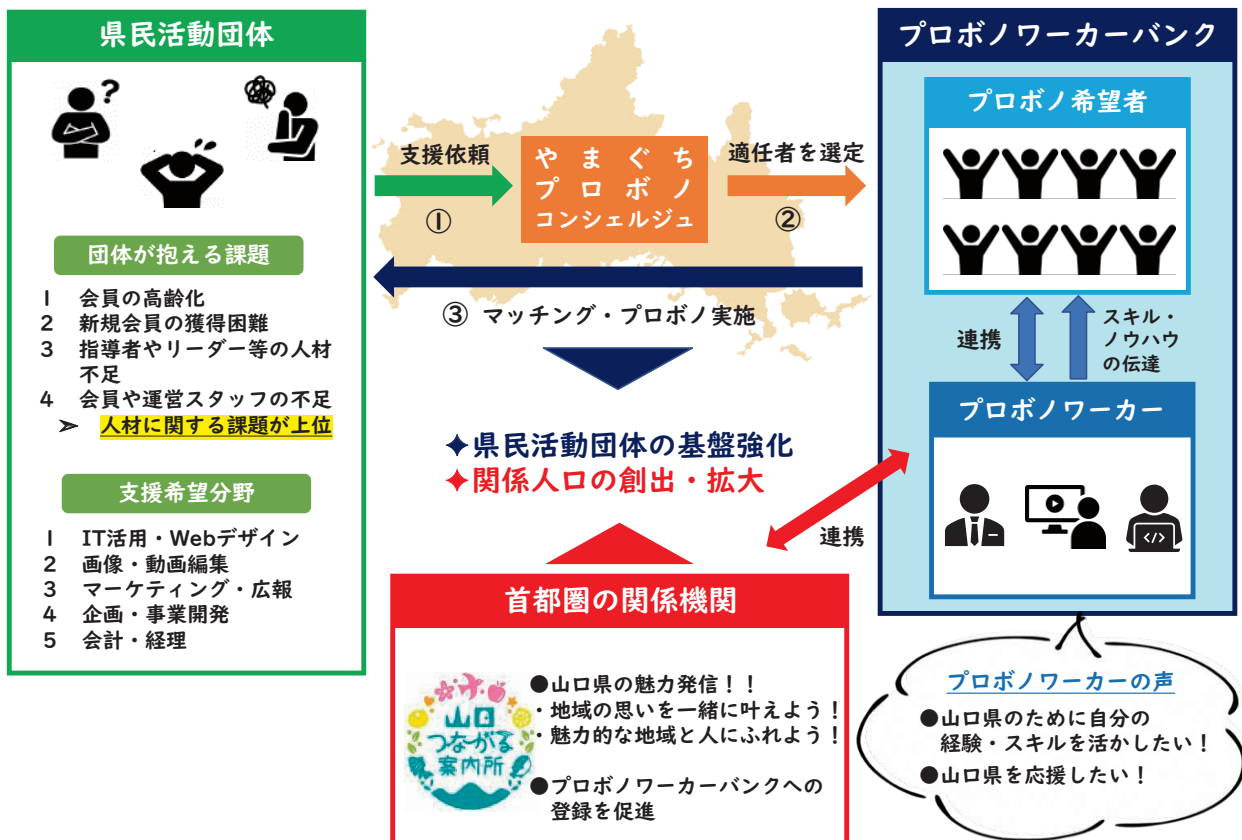 県民活動団体
?
団体が抱える課題
1 会員の高齢化
2 新規会員の獲得困難
3 指導者やリーダー等の人材
不足
4 会員や運営スタッフの不足
➢ 人材に関する課題が上位
支援希望分野
1 IT活用・Webデザイン
2 画像・動画編集
3 マーケティング・広報
4 企画・事業開発
5 会計・経理
支援依頼
①
やまぐち
プロボノ
コンシェルジュ
適任者を選定
②
③ マッチング・プロボノ実施
✦県民活動団体の基盤強化
✦関係人口の創出・拡大
連携
首都圏の関係機関
山口
つながる
案内所
●山口県の魅力発信！！
・地域の思いを一緒に叶えよう！
・魅力的な地域と人にふれよう！
●プロボノワーカーバンクへの
登録を促進
プロボノワーカーバンク
プロボノ希望者
連携
スキル・
ノウハウ
の伝達
プロボノワーカー
</>
プロボノワーカーの声
●山口県のために自分の
経験・スキルを活かしたい！
●山口県を応援したい！